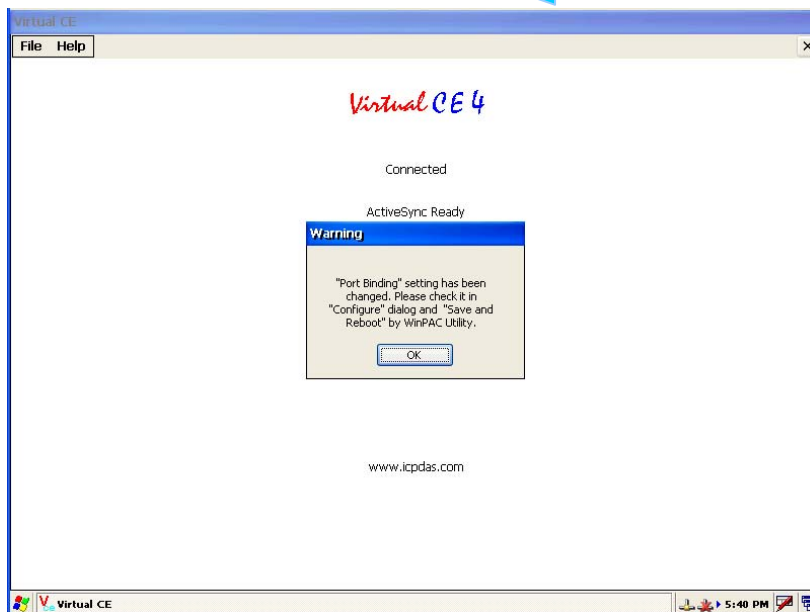 Virtual CE
File Help
Virtual CE 4
Connected
ActiveSync Ready
Warning
"Port Binding" setting has been
changed. Please check it in
"Configure" dialog and "Save and
Reboot" by WinPAC Utility.
OK
www.icpdas.com
Virtual CE 5:40 PM